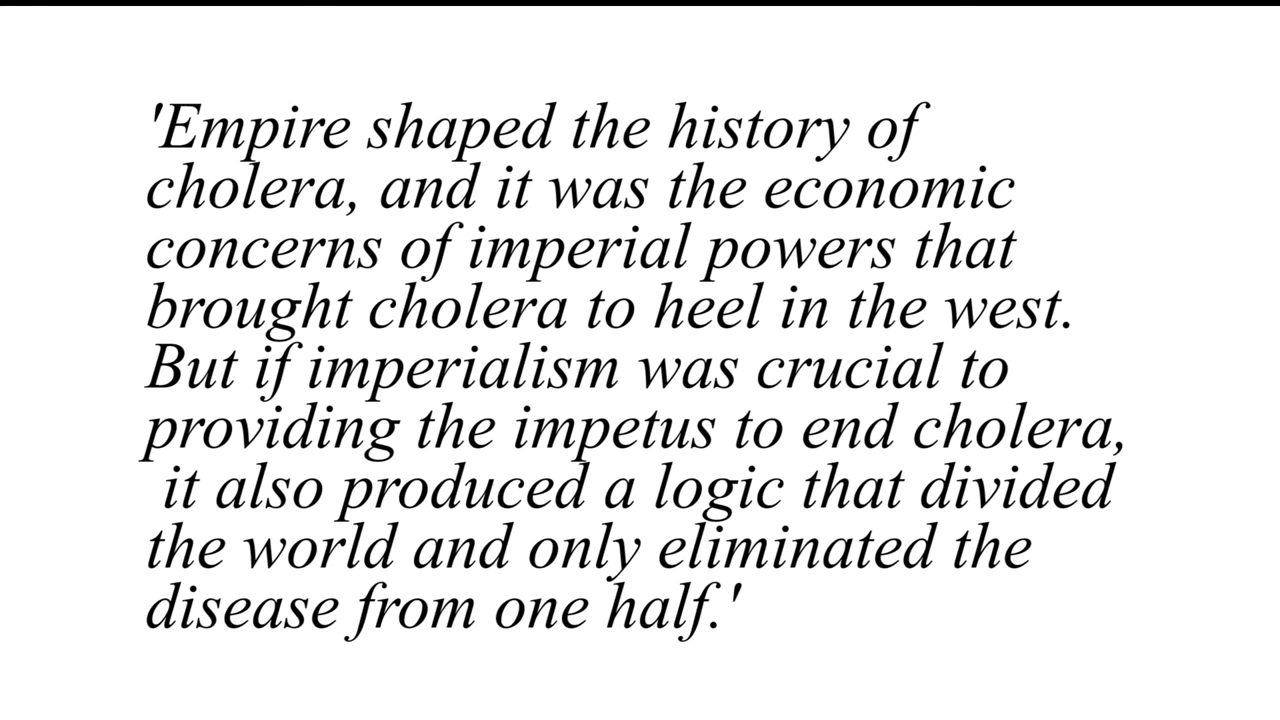 'Empire shaped the history of
cholera, and it was the economic
concerns of imperial powers that
brought cholera to heel in the west.
But if imperialism was crucial to
providing the impetus to end cholera,
it also produced a logic that divided
the world and only eliminated the
disease from one half.'